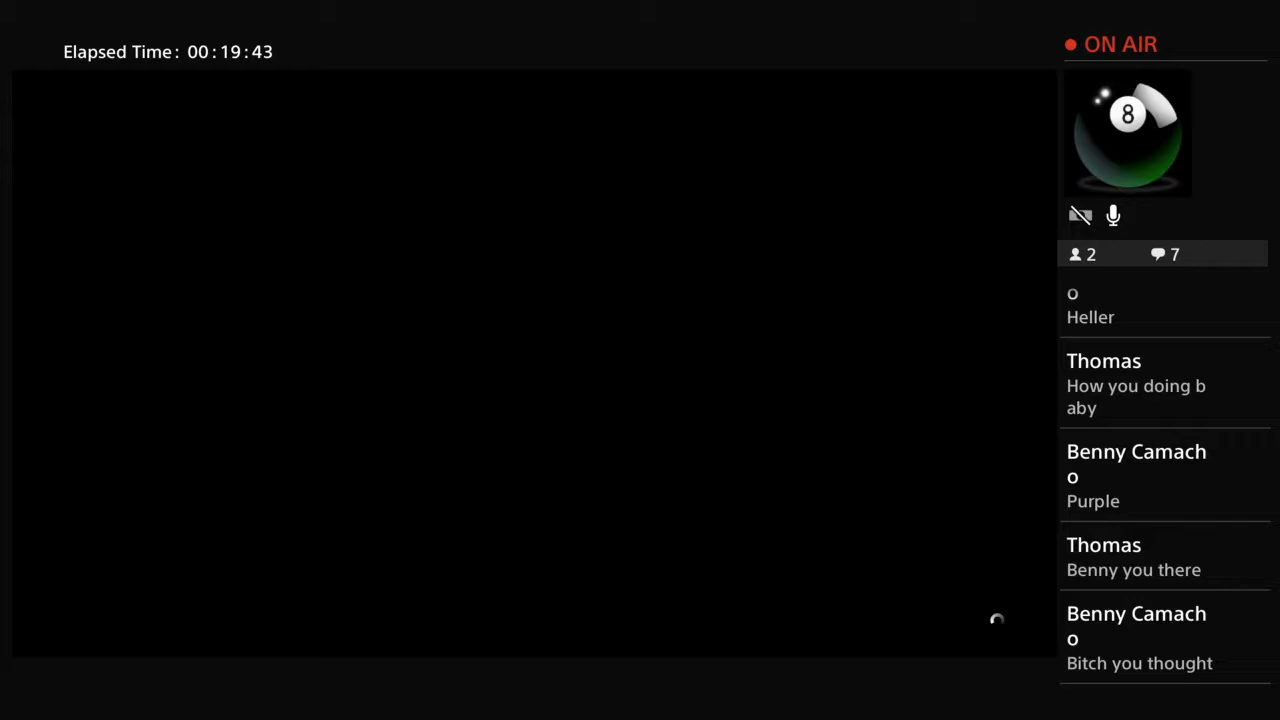 Elapsed Time: 00:19:43
ON AIR
8
2 7
o
Heller
Thomas
How you doing b
aby
Benny Camach
o
Purple
Thomas
Benny you there
Benny Camach
o
Bitch you thought